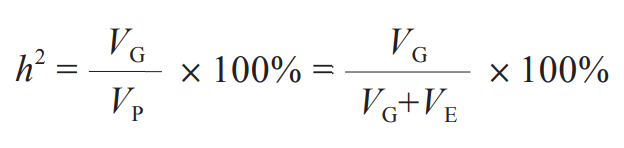 h² = V_G / V_P × 100% = V_G / (V_G+V_E) × 100%